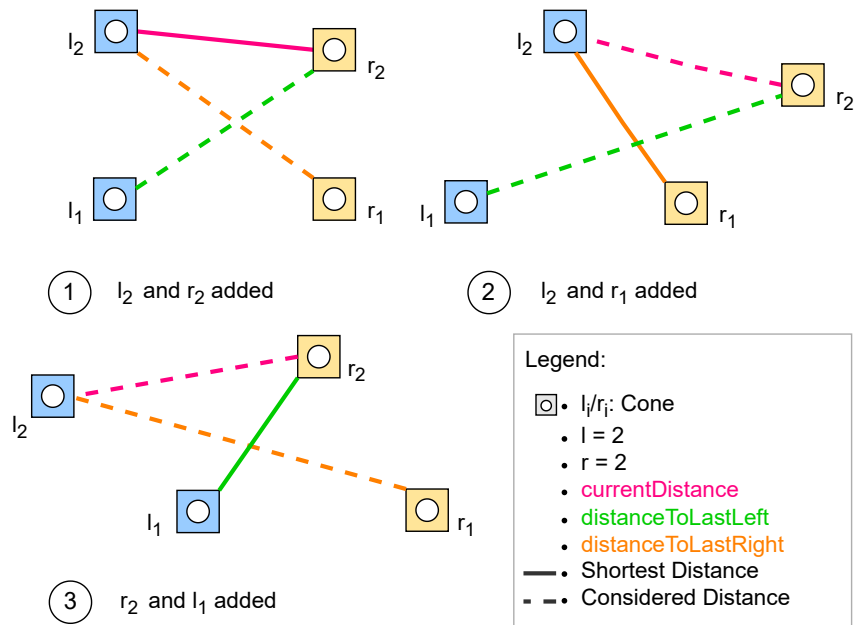 l2
r2
l1
r1
1
l2 and r2 added
l2
r2
l1
r1
2
l2 and r1 added
r2
l2
l1
r1
3
r2 and l1 added
Legend:
• li/ri: Cone
• l = 2
• r = 2
• currentDistance
• distanceToLastLeft
• distanceToLastRight
• Shortest Distance
• Considered Distance